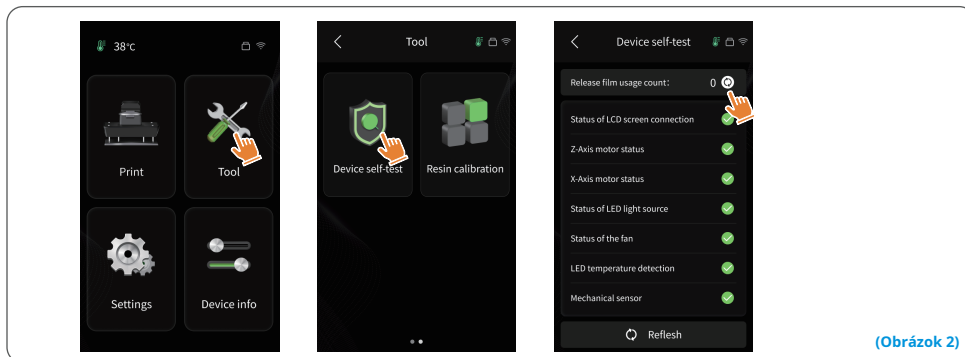 38°C
Print
Tool
Settings
Device info
Tool
Device self-test
Resin calibration
Device self-test
Release film usage count: 0
Status of LCD screen connection
Z-Axis motor status
X-Axis motor status
Status of LED light source
Status of the fan
LED temperature detection
Mechanical sensor
Reflesh
(Obrázok 2)